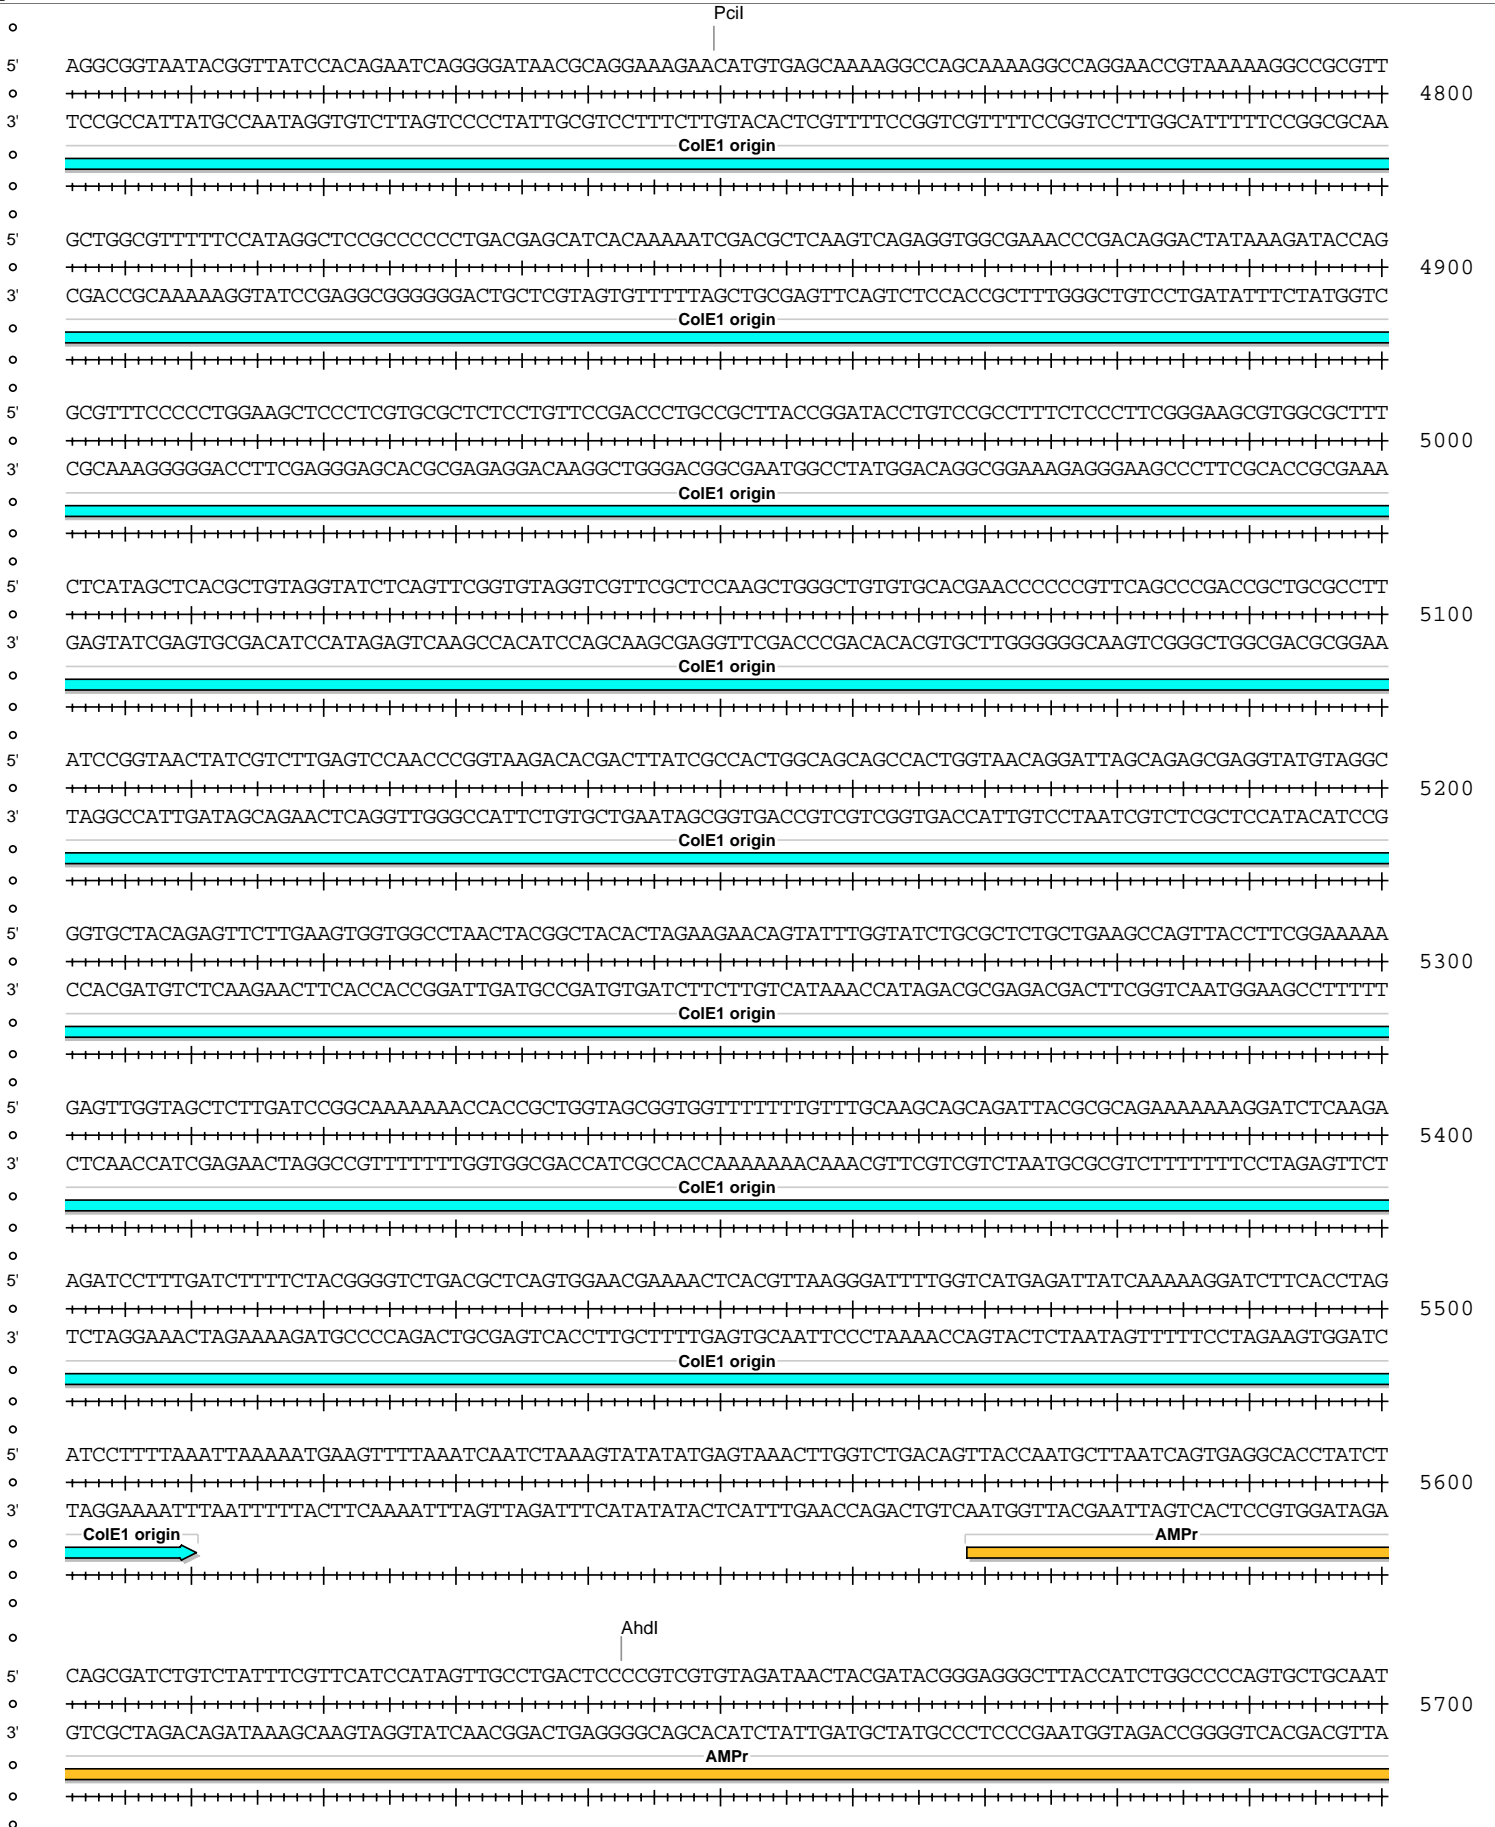 PciI
5' AGGCGGTAATACGGTTATCCACAGAATCAGGGGATAACGCAGGAAAGAACATGTGAGCAAAAGGCCAGCAAAAGGCCAGGAACCGTAAAAAGGCCGCGTT
4800
3' TCCGCCATTATGCCAATAGGTGTCTTAGTCCCCTATTGCGTCCTTTCTTGTACACTCGTTTTCCGGTCGTTTTCCGGTCCTTGGCATTTTTCCGGCGCAA
ColE1 origin
5' GCTGGCGTTTTTCCATAGGCTCCGCCCCCCTGACGAGCATCACAAAAATCGACGCTCAAGTCAGAGGTGGCGAAACCCGACAGGACTATAAAGATACCAG
4900
3' CGACCGCAAAAAGGTATCCGAGGCGGGGGGACTGCTCGTAGTGTTTTTAGCTGCGAGTTCAGTCTCCACCGCTTTGGGCTGTCCTGATATTTCTATGGTC
ColE1 origin
5' GCGTTTCCCCCTGGAAGCTCCCTCGTGCGCTCTCCTGTTCCGACCCTGCCGCTTACCGGATACCTGTCCGCCTTTCTCCCTTCGGGAAGCGTGGCGCTTT
5000
3' CGCAAAGGGGGACCTTCGAGGGAGCACGCGAGAGGACAAGGCTGGGACGGCGAATGGCCTATGGACAGGCGGAAAGAGGGAAGCCCTTCGCACCGCGAAA
ColE1 origin
5' CTCATAGCTCACGCTGTAGGTATCTCAGTTCGGTGTAGGTCGTTCGCTCCAAGCTGGGCTGTGTGCACGAACCCCCCGTTCAGCCCGACCGCTGCGCCTT
5100
3' GAGTATCGAGTGCGACATCCATAGAGTCAAGCCACATCCAGCAAGCGAGGTTCGACCCGACACACGTGCTTGGGGGGCAAGTCGGGCTGGCGACGCGGAA
ColE1 origin
5' ATCCGGTAACTATCGTCTTGAGTCCAACCCGGTAAGACACGACTTATCGCCACTGGCAGCAGCCACTGGTAACAGGATTAGCAGAGCGAGGTATGTAGGC
5200
3' TAGGCCATTGATAGCAGAACTCAGGTTGGGCCATTCTGTGCTGAATAGCGGTGACCGTCGTCGGTGACCATTGTCCTAATCGTCTCGCTCCATACATCCG
ColE1 origin
5' GGTGCTACAGAGTTCTTGAAGTGGTGGCCTAACTACGGCTACACTAGAAGAACAGTATTTGGTATCTGCGCTCTGCTGAAGCCAGTTACCTTCGGAAAAA
5300
3' CCACGATGTCTCAAGAACTTCACCACCGGATTGATGCCGATGTGATCTTCTTGTCATAAACCATAGACGCGAGACGACTTCGGTCAATGGAAGCCTTTTT
ColE1 origin
5' GAGTTGGTAGCTCTTGATCCGGCAAAAAAACCACCGCTGGTAGCGGTGGTTTTTTTGTTTGCAAGCAGCAGATTACGCGCAGAAAAAAAGGATCTCAAGA
5400
3' CTCAACCATCGAGAACTAGGCCGTTTTTTTGGTGGCGACCATCGCCACCAAAAAAACAAACGTTCGTCGTCTAATGCGCGTCTTTTTTTCCTAGAGTTCT
ColE1 origin
5' AGATCCTTTGATCTTTTCTACGGGGTCTGACGCTCAGTGGAACGAAAACTCACGTTAAGGGATTTTGGTCATGAGATTATCAAAAAGGATCTTCACCTAG
5500
3' TCTAGGAAACTAGAAAAGATGCCCCAGACTGCGAGTCACCTTGCTTTTGAGTGCAATTCCCTAAAACCAGTACTCTAATAGTTTTTCCTAGAAGTGGATC
ColE1 origin
5' ATCCTTTTAAATTAAAAATGAAGTTTTAAATCAATCTAAAGTATATATGAGTAAACTTGGTCTGACAGTTACCAATGCTTAATCAGTGAGGCACCTATCT
5600
3' TAGGAAAATTTAATTTTTACTTCAAAATTTAGTTAGATTTCATATATACTCATTTGAACCAGACTGTCAATGGTTACGAATTAGTCACTCCGTGGATAGA
ColE1 origin AMPr
AhdI
5' CAGCGATCTGTCTATTTCGTTCATCCATAGTTGCCTGACTCCCCGTCGTGTAGATAACTACGATACGGGAGGGCTTACCATCTGGCCCCAGTGCTGCAAT
5700
3' GTCGCTAGACAGATAAAGCAAGTAGGTATCAACGGACTGAGGGGCAGCACATCTATTGATGCTATGCCCTCCCGAATGGTAGACCGGGGTCACGACGTTA
AMPr